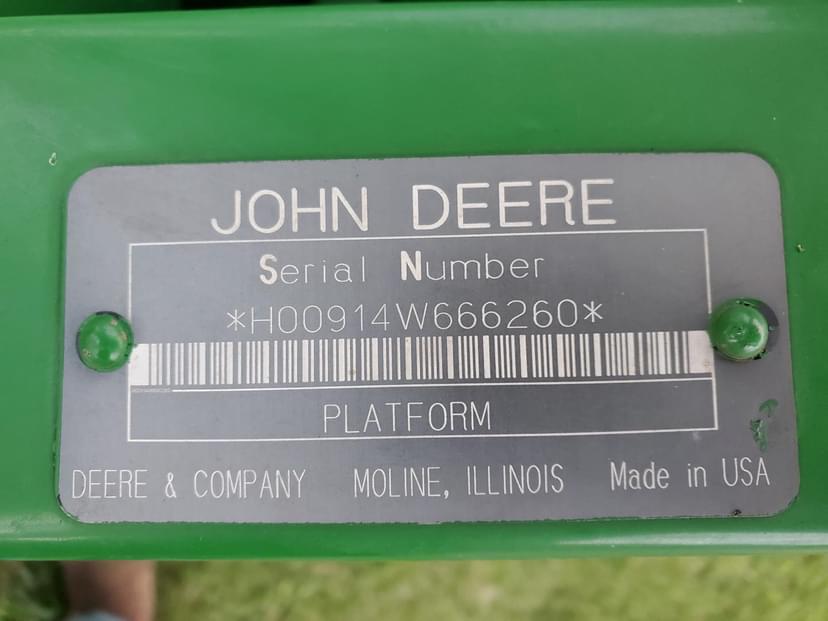 JOHN DEERE
Serial Number
*H00914W666260*
PLATFORM
DEERE & COMPANY MOLINE, ILLINOIS Made in USA